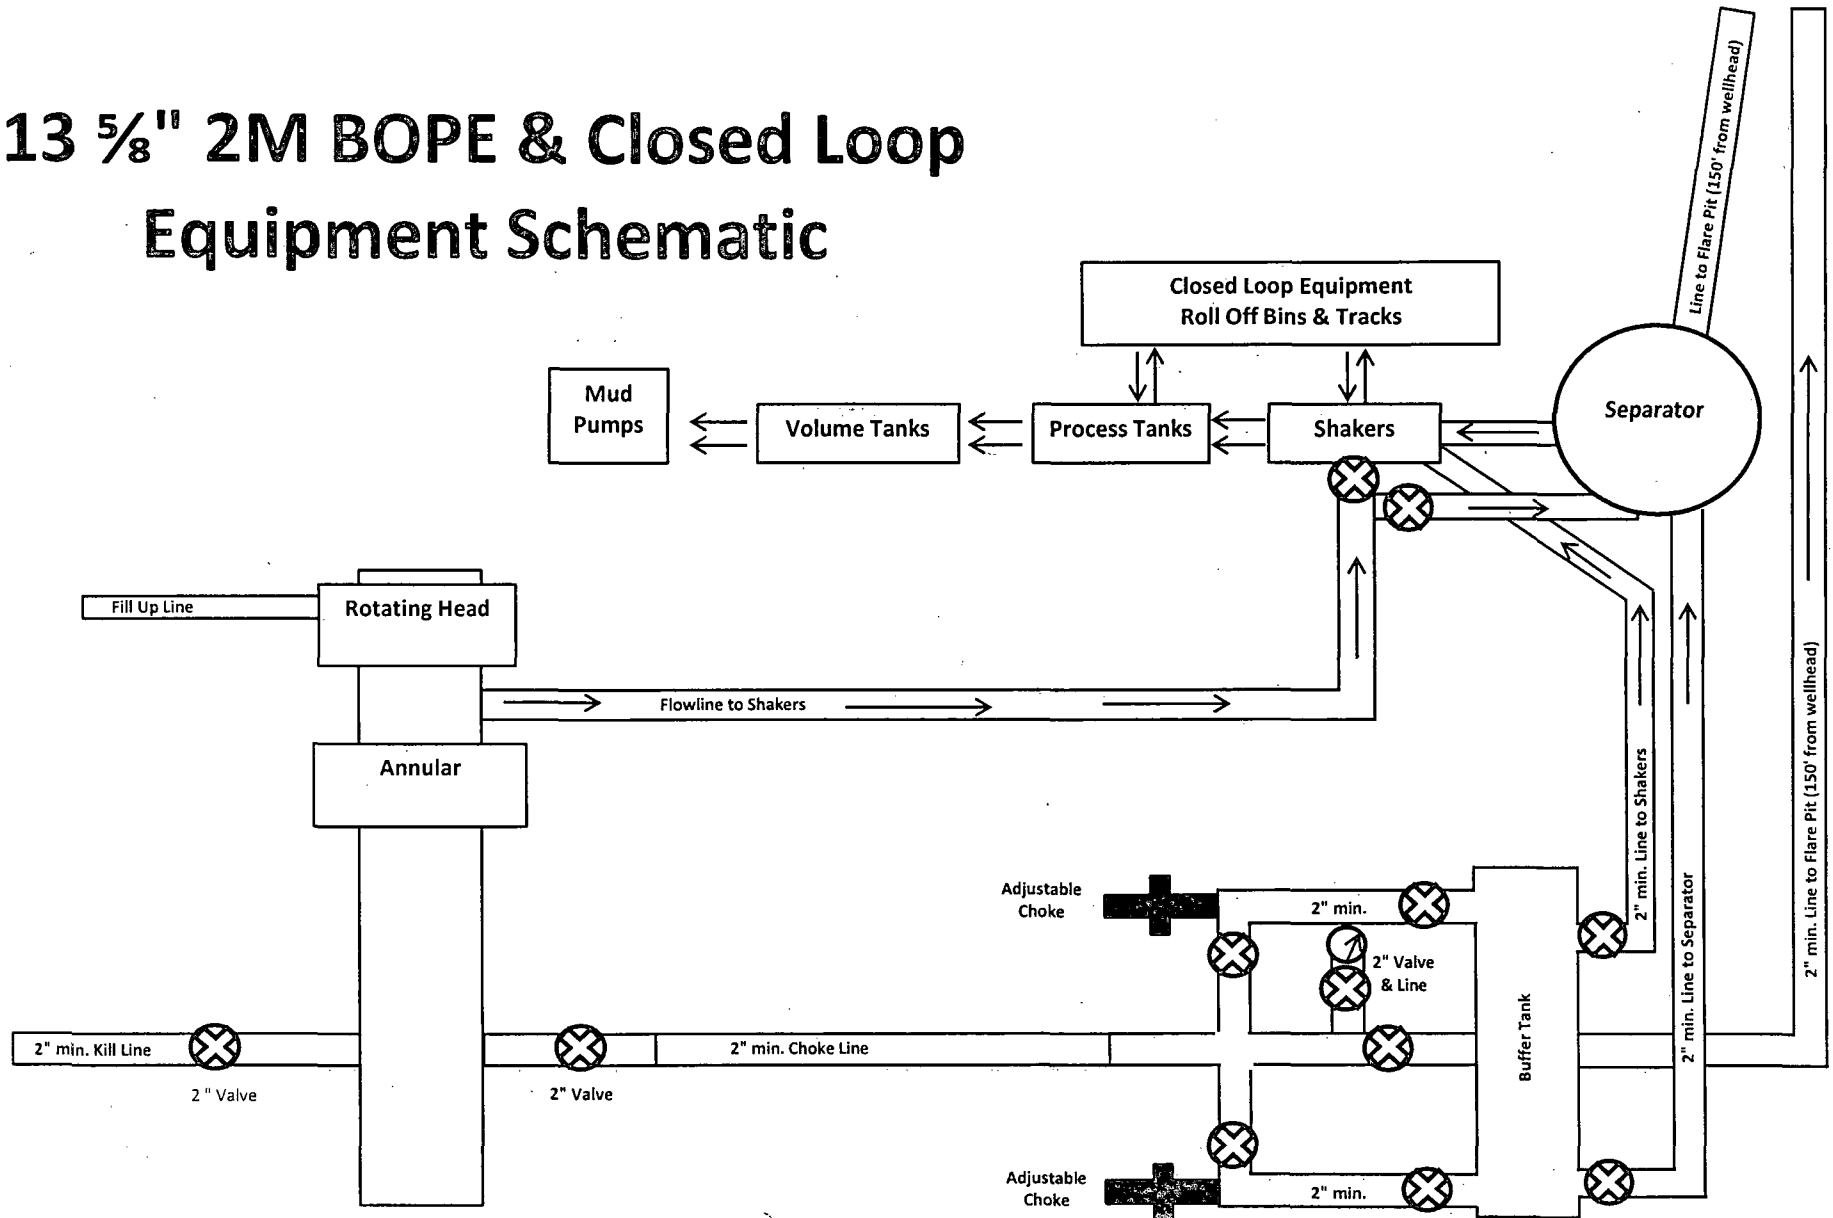 13 ⅝" 2M BOPE & Closed Loop
Equipment Schematic
Line to Flare Pit (150' from wellhead)
Closed Loop Equipment
Roll Off Bins & Tracks
Mud
Pumps
Volume Tanks
Process Tanks
Shakers
Separator
Fill Up Line
Rotating Head
Flowline to Shakers
Annular
2" min. Line to Shakers
2" min. Line to Separator
2" min. Line to Flare Pit (150' from wellhead)
Adjustable
Choke
2" min.
2" Valve
& Line
Buffer Tank
2" min. Kill Line
2" Valve
2" Valve
2" min. Choke Line
Adjustable
Choke
2" min.